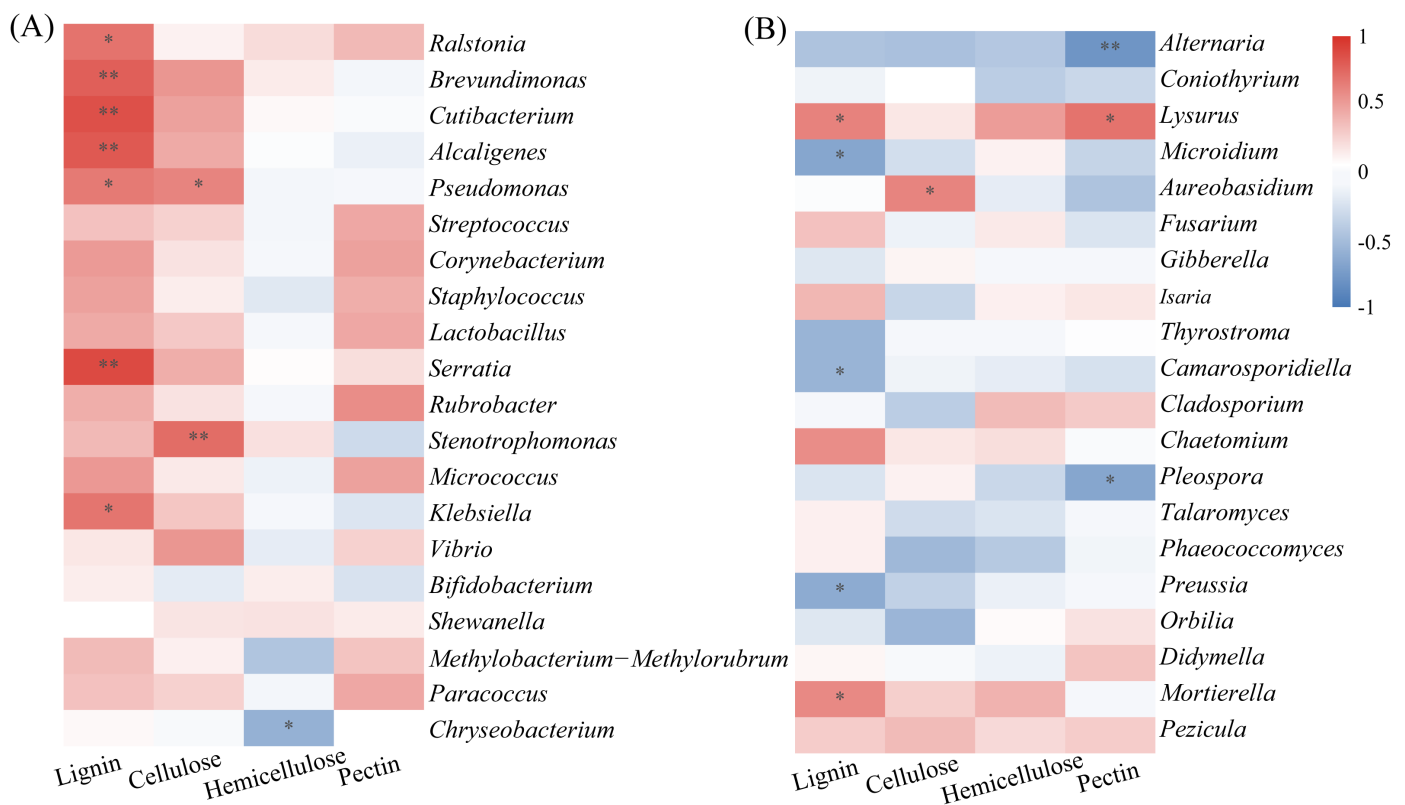 (A)
* Ralstonia
** Brevundimonas
** Cutibacterium
** Alcaligenes
* * Pseudomonas
Streptococcus
Corynebacterium
Staphylococcus
Lactobacillus
** Serratia
Rubrobacter
** Stenotrophomonas
Micrococcus
* Klebsiella
Vibrio
Bifidobacterium
Shewanella
Methylobacterium−Methylorubrum
Paracoccus
* Chryseobacterium
Lignin Cellulose Hemicellulose Pectin
(B)
** Alternaria
Coniothyrium
* * Lysurus
* Microidium
* Aureobasidium
Fusarium
Gibberella
Isaria
Thyrostroma
* Camarosporidiella
Cladosporium
Chaetomium
* Pleospora
Talaromyces
Phaeococcomyces
* Preussia
Orbilia
Didymella
* Mortierella
Pezicula
Lignin Cellulose Hemicellulose Pectin
1
0.5
0
-0.5
-1